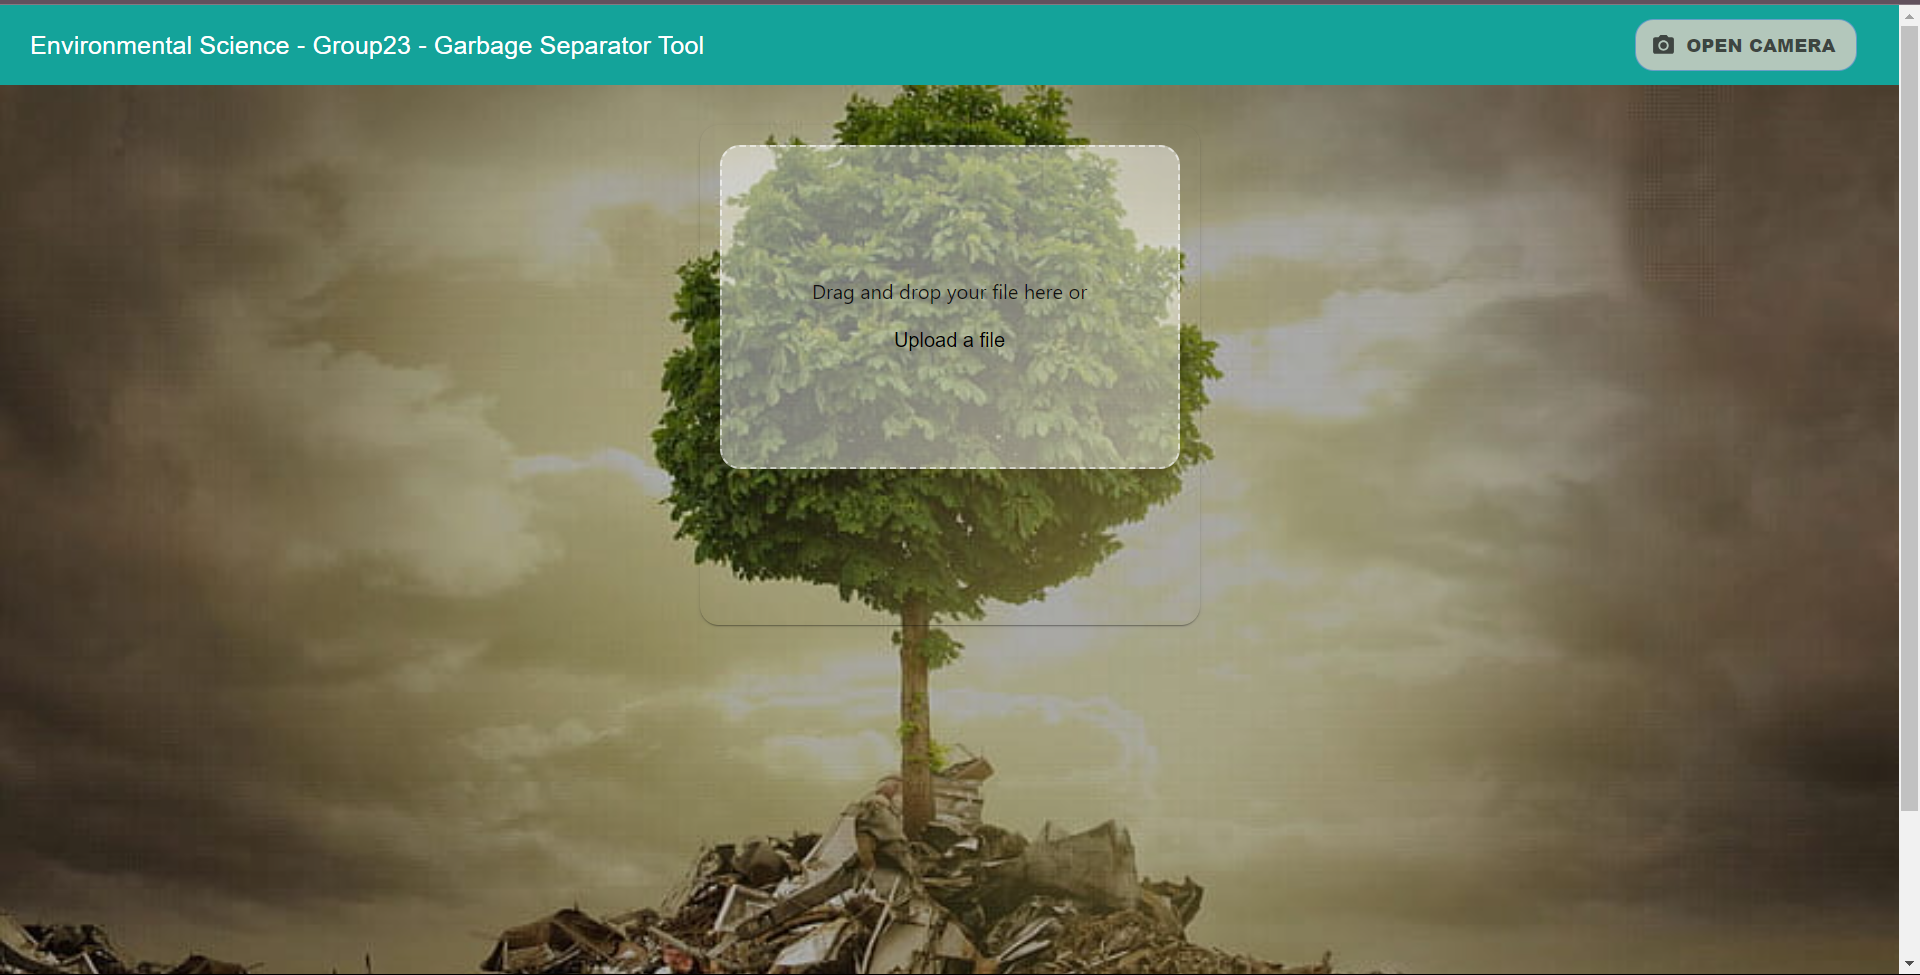 Environmental Science - Group23 - Garbage Separator Tool
OPEN CAMERA
Drag and drop your file here or
Upload a file